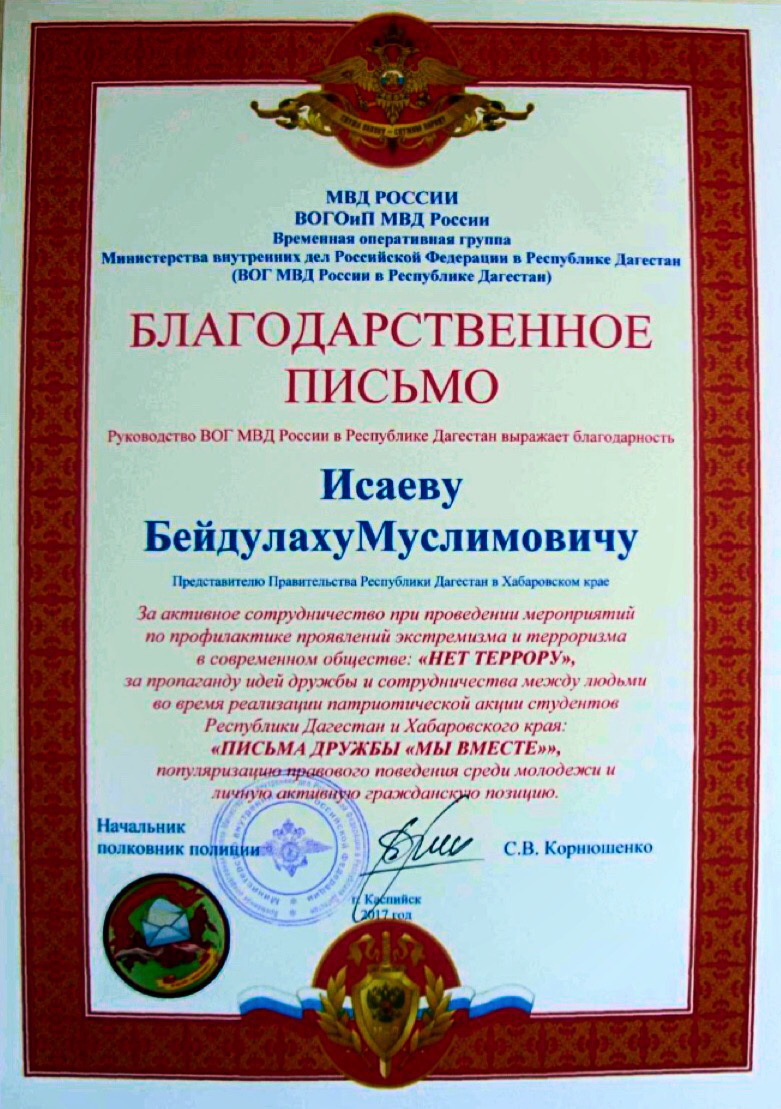 МВД РОССИИ
ВОГОиП МВД России
Временная оперативная группа
Министерства внутренних дел Российской Федерации в Республике Дагестан
(ВОГ МВД России в Республике Дагестан)
БЛАГОДАРСТВЕННОЕ
ПИСЬМО
Руководство ВОГ МВД России в Республике Дагестан выражает благодарность
Исаеву
БейдулахуМуслимовичу
Представителю Правительства Республики Дагестан в Хабаровском крае
За активное сотрудничество при проведении мероприятий
по профилактике проявлений экстремизма и терроризма
в современном обществе: «НЕТ ТЕРРОРУ»,
за пропаганду идей дружбы и сотрудничества между людьми
во время реализации патриотической акции студентов
Республики Дагестан и Хабаровского края:
«ПИСЬМА ДРУЖБЫ «МЫ ВМЕСТЕ»»,
популяризацию правового поведения среди молодежи и
личную активную гражданскую позицию.
Начальник
полковник полиции
С.В. Корнюшенко
г. Каспийск
2017 год